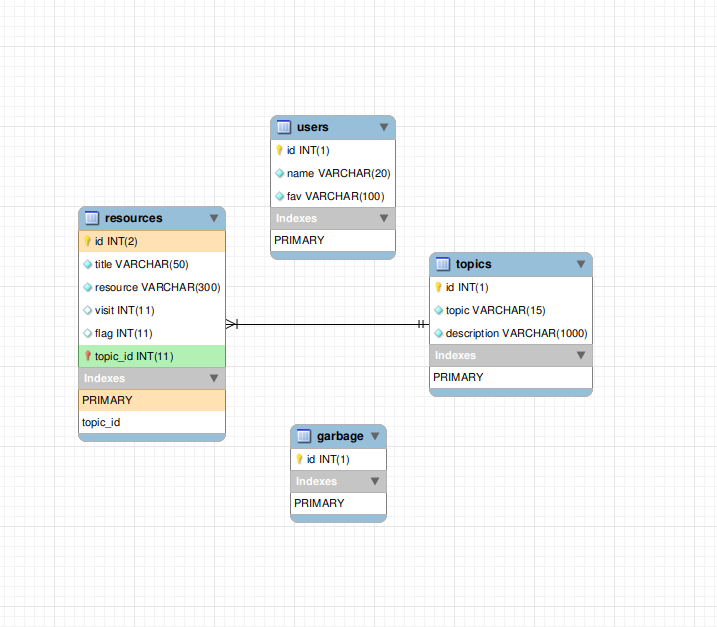 users
id INT(1)
name VARCHAR(20)
fav VARCHAR(100)
Indexes
PRIMARY
resources
id INT(2)
title VARCHAR(50)
resource VARCHAR(300)
visit INT(11)
flag INT(11)
topic_id INT(11)
Indexes
PRIMARY
topic_id
topics
id INT(1)
topic VARCHAR(15)
description VARCHAR(1000)
Indexes
PRIMARY
garbage
id INT(1)
Indexes
PRIMARY